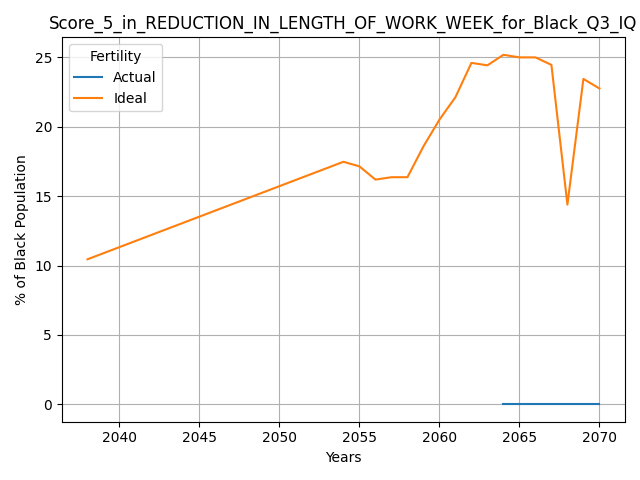 Score_5_in_REDUCTION_IN_LENGTH_OF_WORK_WEEK_for_Black_Q3_IQ
Fertility
Actual
Ideal
% of Black Population
25
20
15
10
5
0
2040 2045 2050 2055 2060 2065 2070
Years